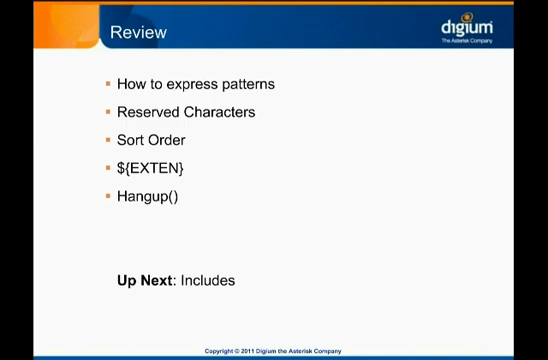 Review
digium
The Asterisk Company
How to express patterns
Reserved Characters
Sort Order
${EXTEN}
Hangup()
Up Next: Includes
Copyright © 2011 Digium the Asterisk Company